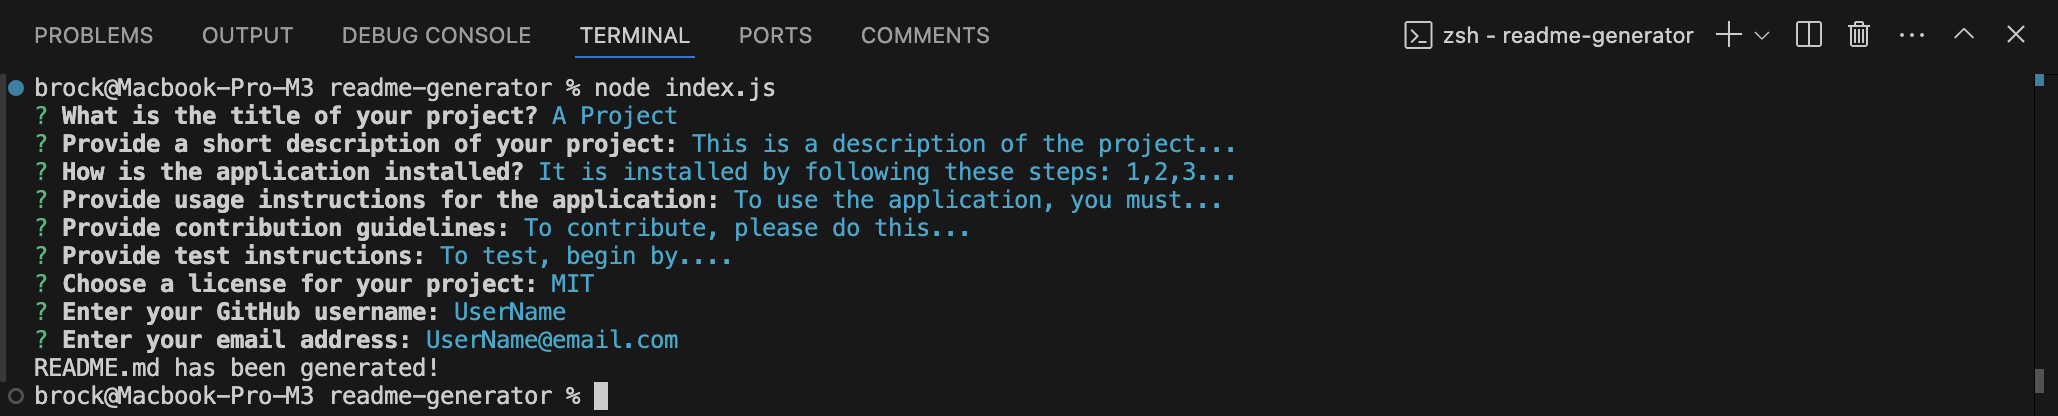 PROBLEMS OUTPUT DEBUG CONSOLE TERMINAL PORTS COMMENTS zsh - readme-generator
brock@Macbook-Pro-M3 readme-generator % node index.js
? What is the title of your project? A Project
? Provide a short description of your project: This is a description of the project...
? How is the application installed? It is installed by following these steps: 1,2,3...
? Provide usage instructions for the application: To use the application, you must...
? Provide contribution guidelines: To contribute, please do this...
? Provide test instructions: To test, begin by....
? Choose a license for your project: MIT
? Enter your GitHub username: UserName
? Enter your email address: UserName@email.com
README.md has been generated!
brock@Macbook-Pro-M3 readme-generator %